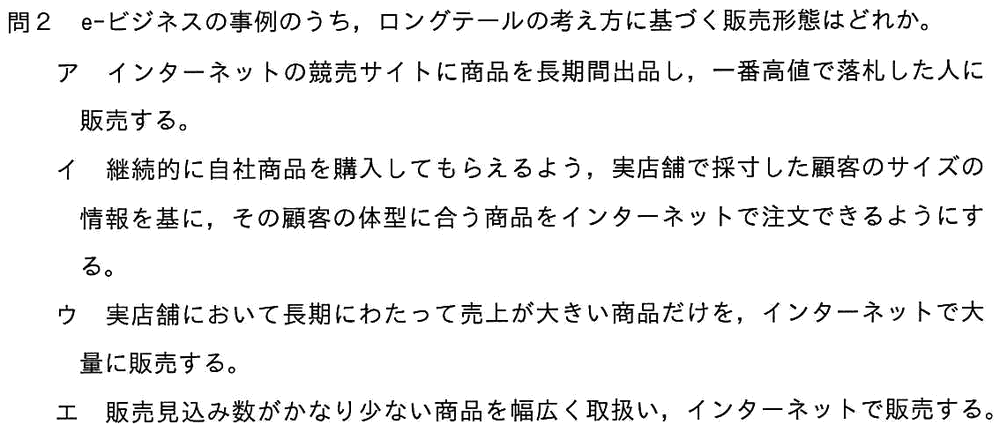 問２ e-ビジネスの事例のうち，ロングテールの考え方に基づく販売形態はどれか。
ア インターネットの競売サイトに商品を長期間出品し，一番高値で落札した人に
販売する。
イ 継続的に自社商品を購入してもらえるよう，実店舗で採寸した顧客のサイズの
情報を基に，その顧客の体型に合う商品をインターネットで注文できるようにす
る。
ウ 実店舗において長期にわたって売上が大きい商品だけを，インターネットで大
量に販売する。
エ 販売見込み数がかなり少ない商品を幅広く取扱い，インターネットで販売する。